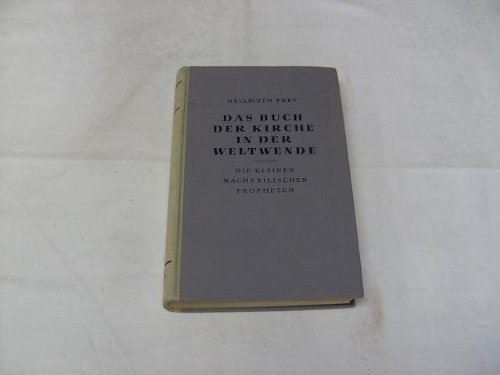 HELLMUTH FREY
DAS BUCH
DER KIRCHE
IN DER
WELTWENDE
DIE KLEINEN
NACHEXILISCHEN
PROPHETEN